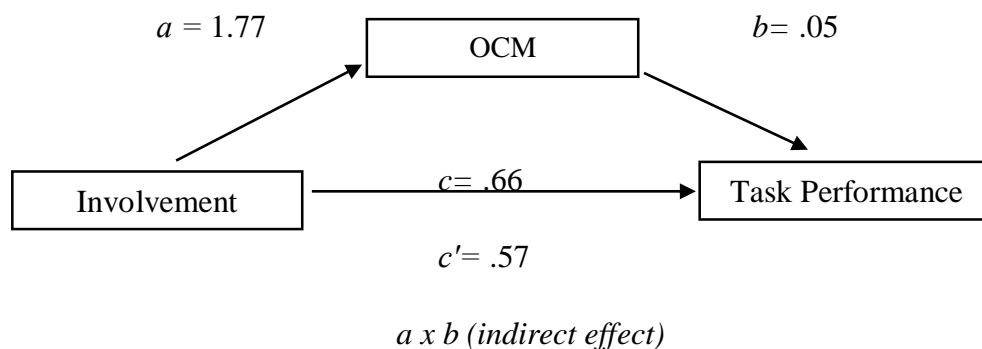 a = 1.77
OCM
b= .05
Involvement
c= .66
Task Performance
c'= .57
a x b (indirect effect)